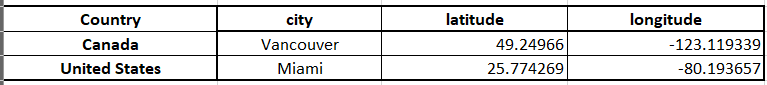 Country city latitude longitude
Canada Vancouver 49.24966 -123.119339
United States Miami 25.774269 -80.193657